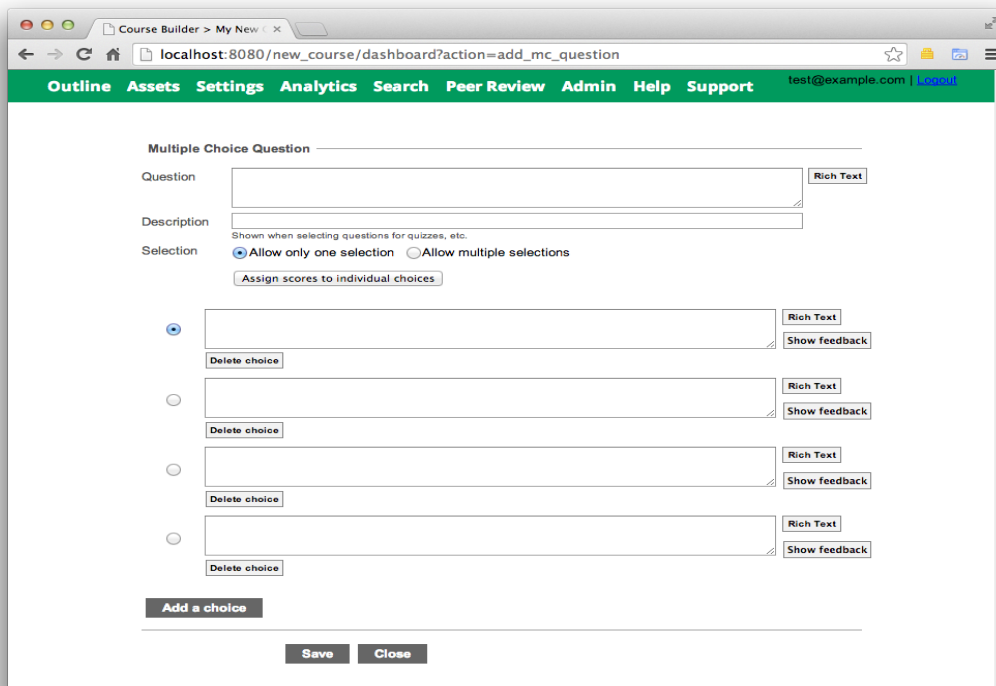 Course Builder > My New
localhost:8080/new_course/dashboard?action=add_mc_question
Outline Assets Settings Analytics Search Peer Review Admin Help Support test@example.com | Logout
Multiple Choice Question
Question Rich Text
Description
Shown when selecting questions for quizzes, etc.
Selection Allow only one selection Allow multiple selections
Assign scores to individual choices
Rich Text
Show feedback
Delete choice
Rich Text
Show feedback
Delete choice
Rich Text
Show feedback
Delete choice
Rich Text
Show feedback
Delete choice
Add a choice
Save Close